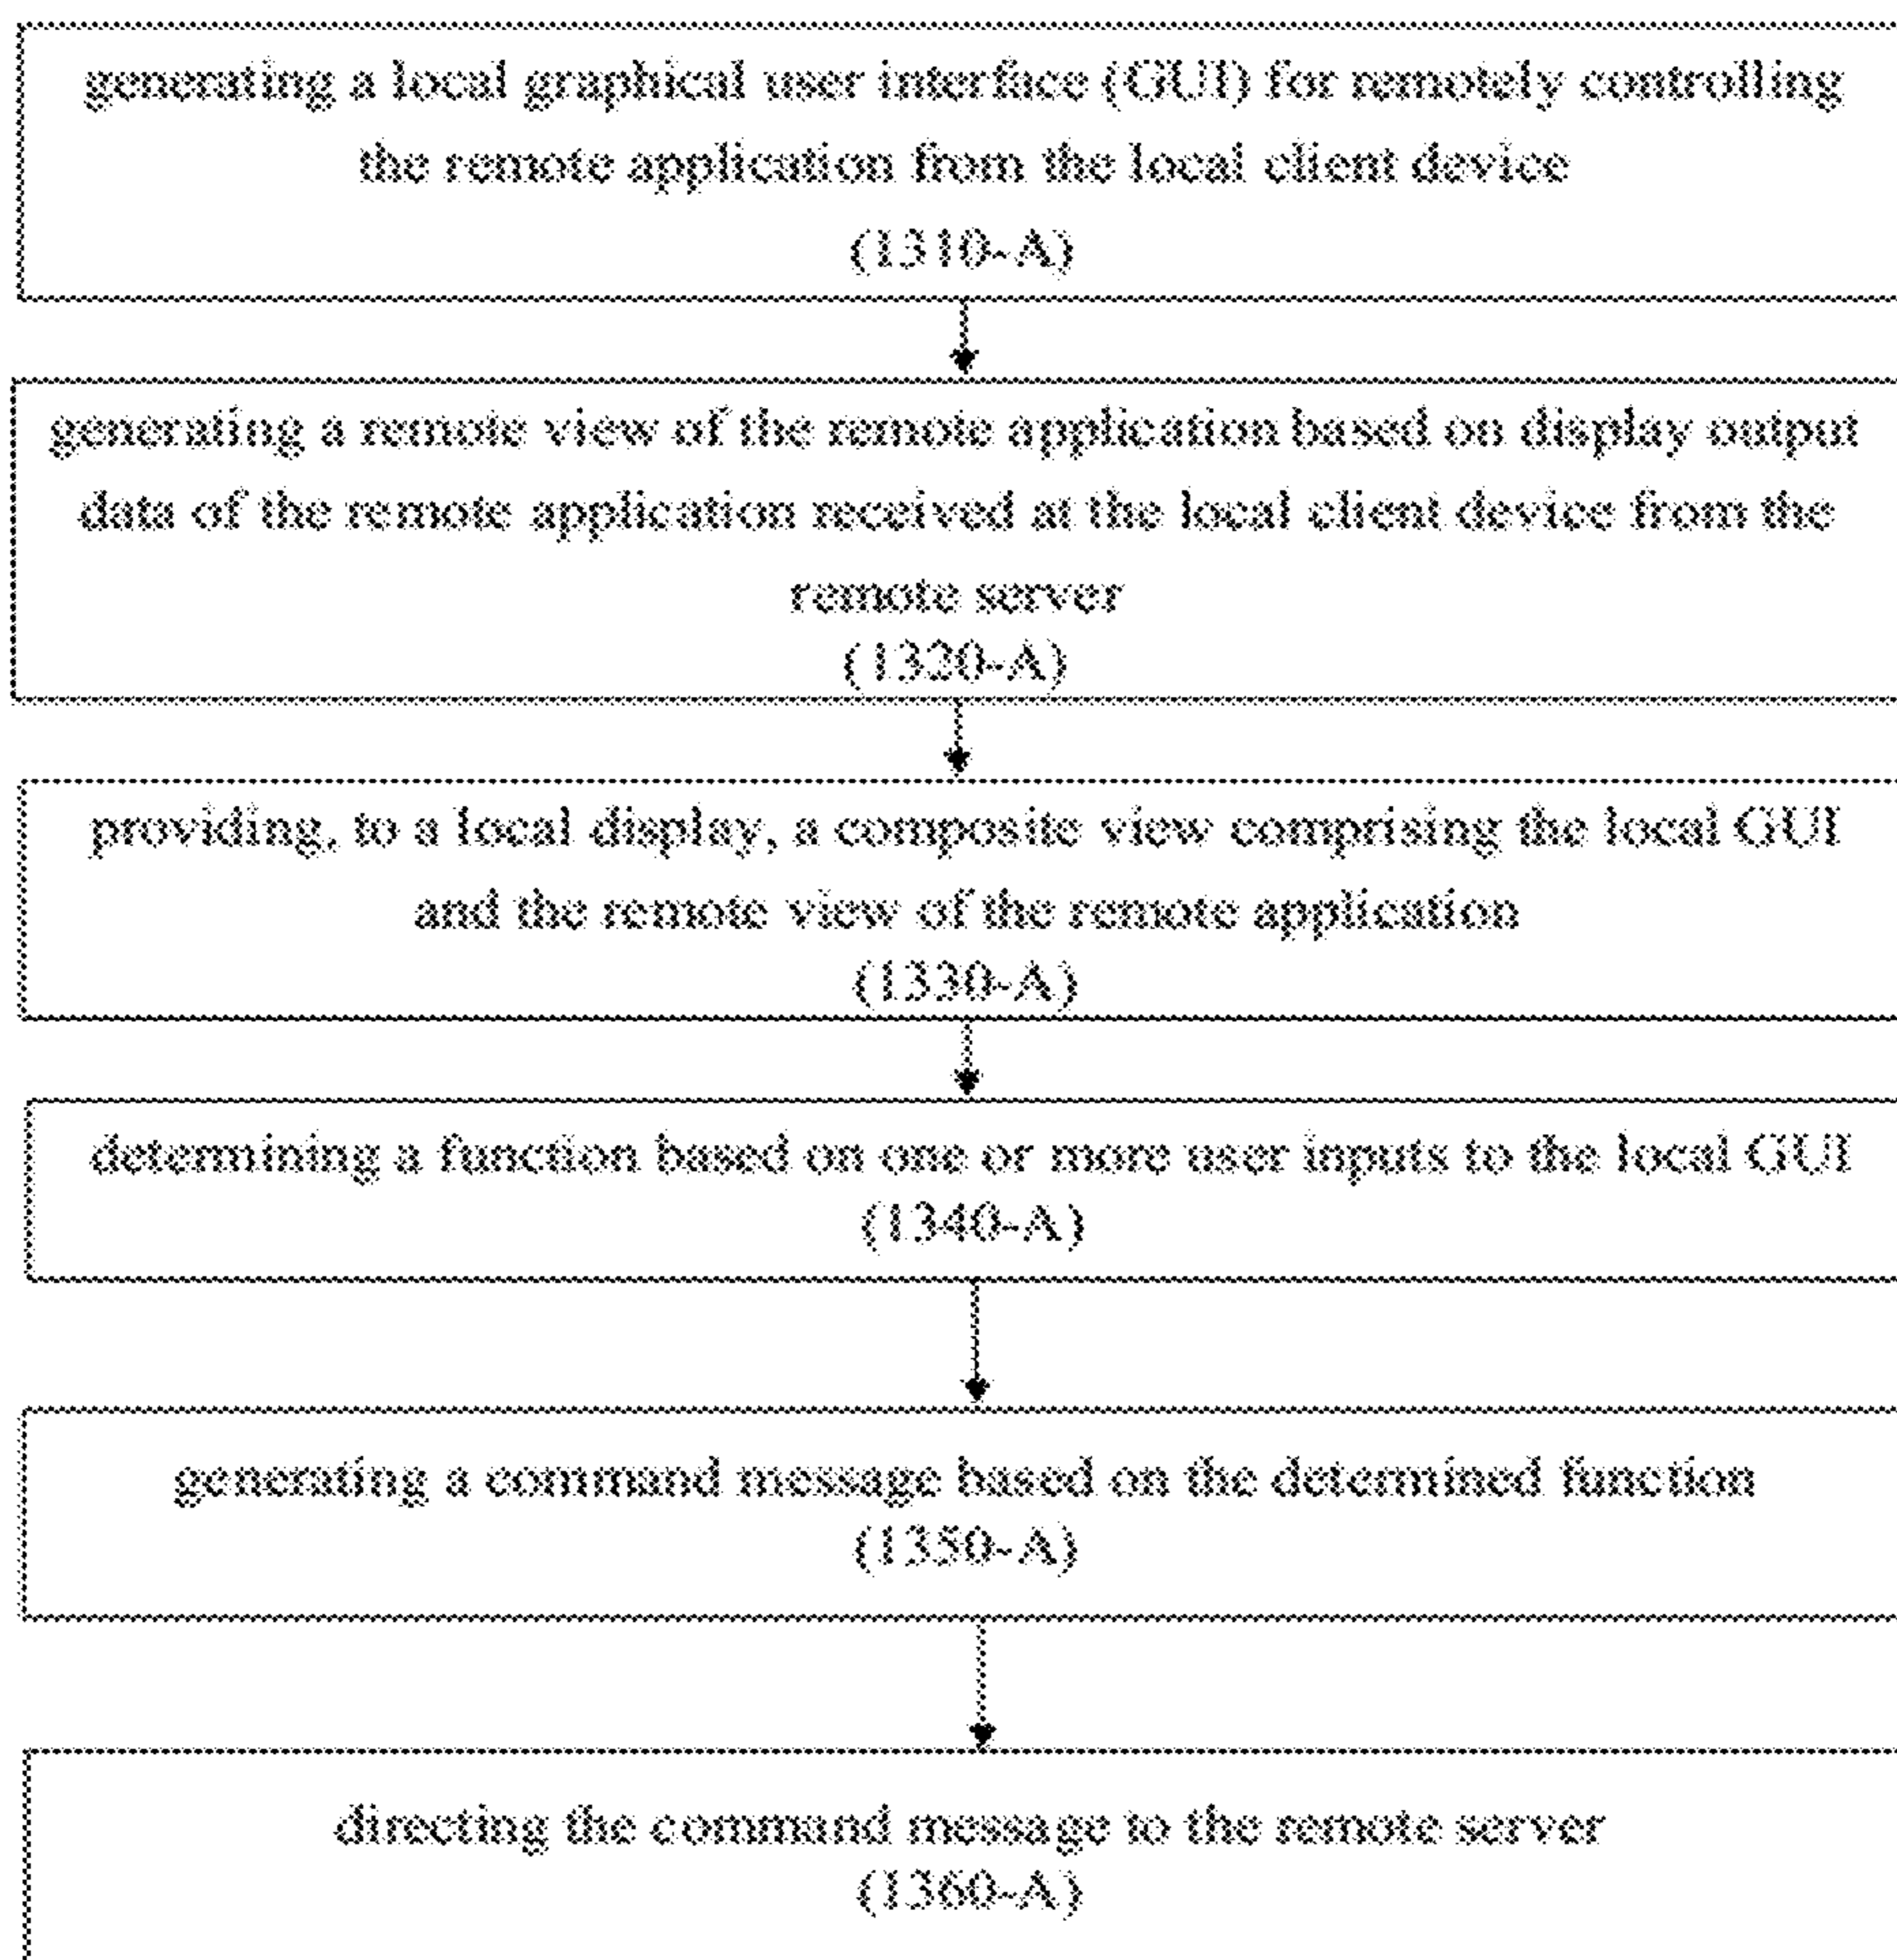 generating a local graphical user interface (GUI) for remotely controlling
the remote application from the local client device
(1310-A)
generating a remote view of the remote application based on display output
data of the remote application received at the local client device from the
remote server
(1320-A)
providing, to a local display, a composite view comprising the local GUI
and the remote view of the remote application
(1330-A)
determining a function based on one or more user inputs to the local GUI
(1340-A)
generating a command message based on the determined function
(1350-A)
directing the command message to the remote server
(1360-A)